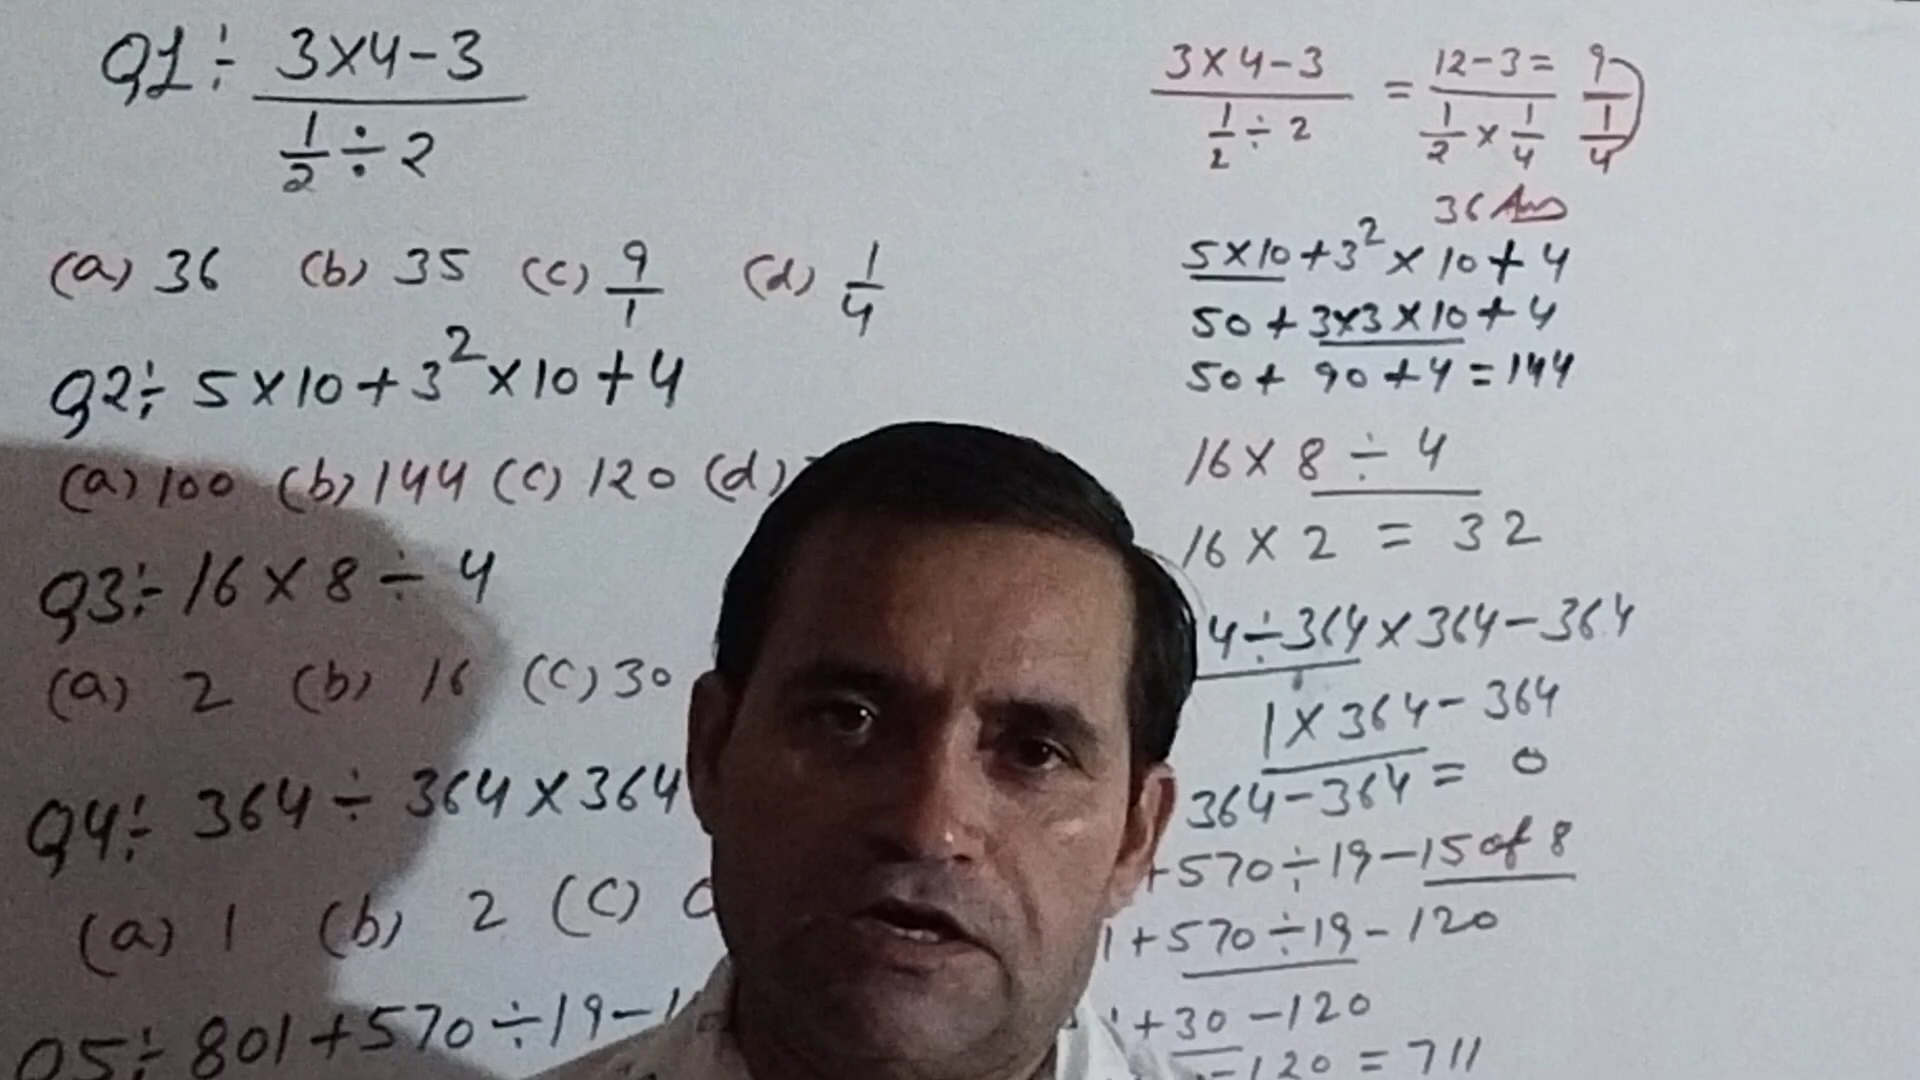 Q1÷ 3×4-3
1/2 ÷ 2
(a) 36 (b) 35 (c) 9/1 (d) 1/4
Q2÷ 5×10+3²×10+4
(a) 100 (b) 144 (c) 120 (d)
Q3÷ 16×8÷4
(a) 2 (b) 16 (c) 30
Q4÷ 364÷364×364
(a) 1 (b) 2 (c)
Q5÷ 801+570÷19-1
3×4-3 = 12-3 = 9
1/2 ÷ 2 1/2 × 1/4 1/4
36 Ans
5×10+3²×10+4
50+3×3×10+4
50+90+4=144
16×8÷4
16×2=32
4÷364×364-364
1×364-364
364-364=0
+570÷19-15 of 8
1+570÷19-120
1+30-120
-120=711